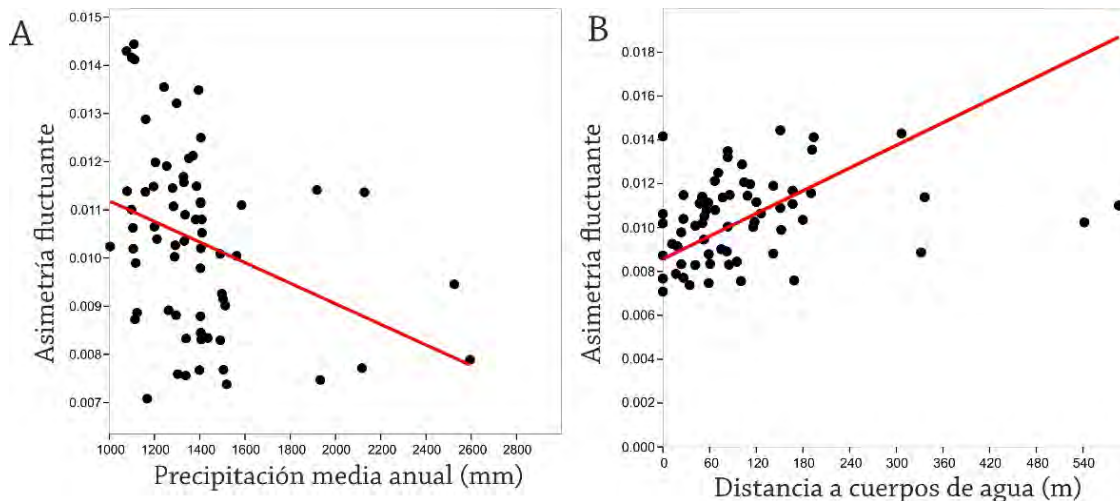 A
Asimetría fluctuante
0.015
0.014
0.013
0.012
0.011
0.010
0.009
0.008
0.007
1000 1200 1400 1600 1800 2000 2200 2400 2600 2800
Precipitación media anual (mm)
B
Asimetría fluctuante
0.018
0.016
0.014
0.012
0.010
0.008
0.006
0.004
0.002
0.000
0 60 120 180 240 300 360 420 480 540
Distancia a cuerpos de agua (m)